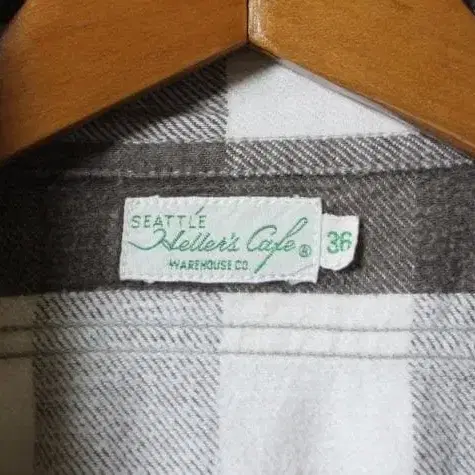 SEATTLE
Heller's Cafe ®
WAREHOUSE CO.
36